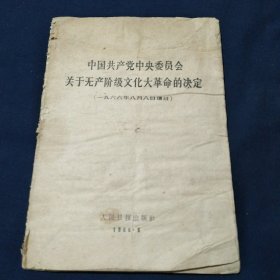 中国共产党中央委员会
关于无产阶级文化大革命的决定
(一九六六年八月八日通过)
人民日报出版社
1966·8